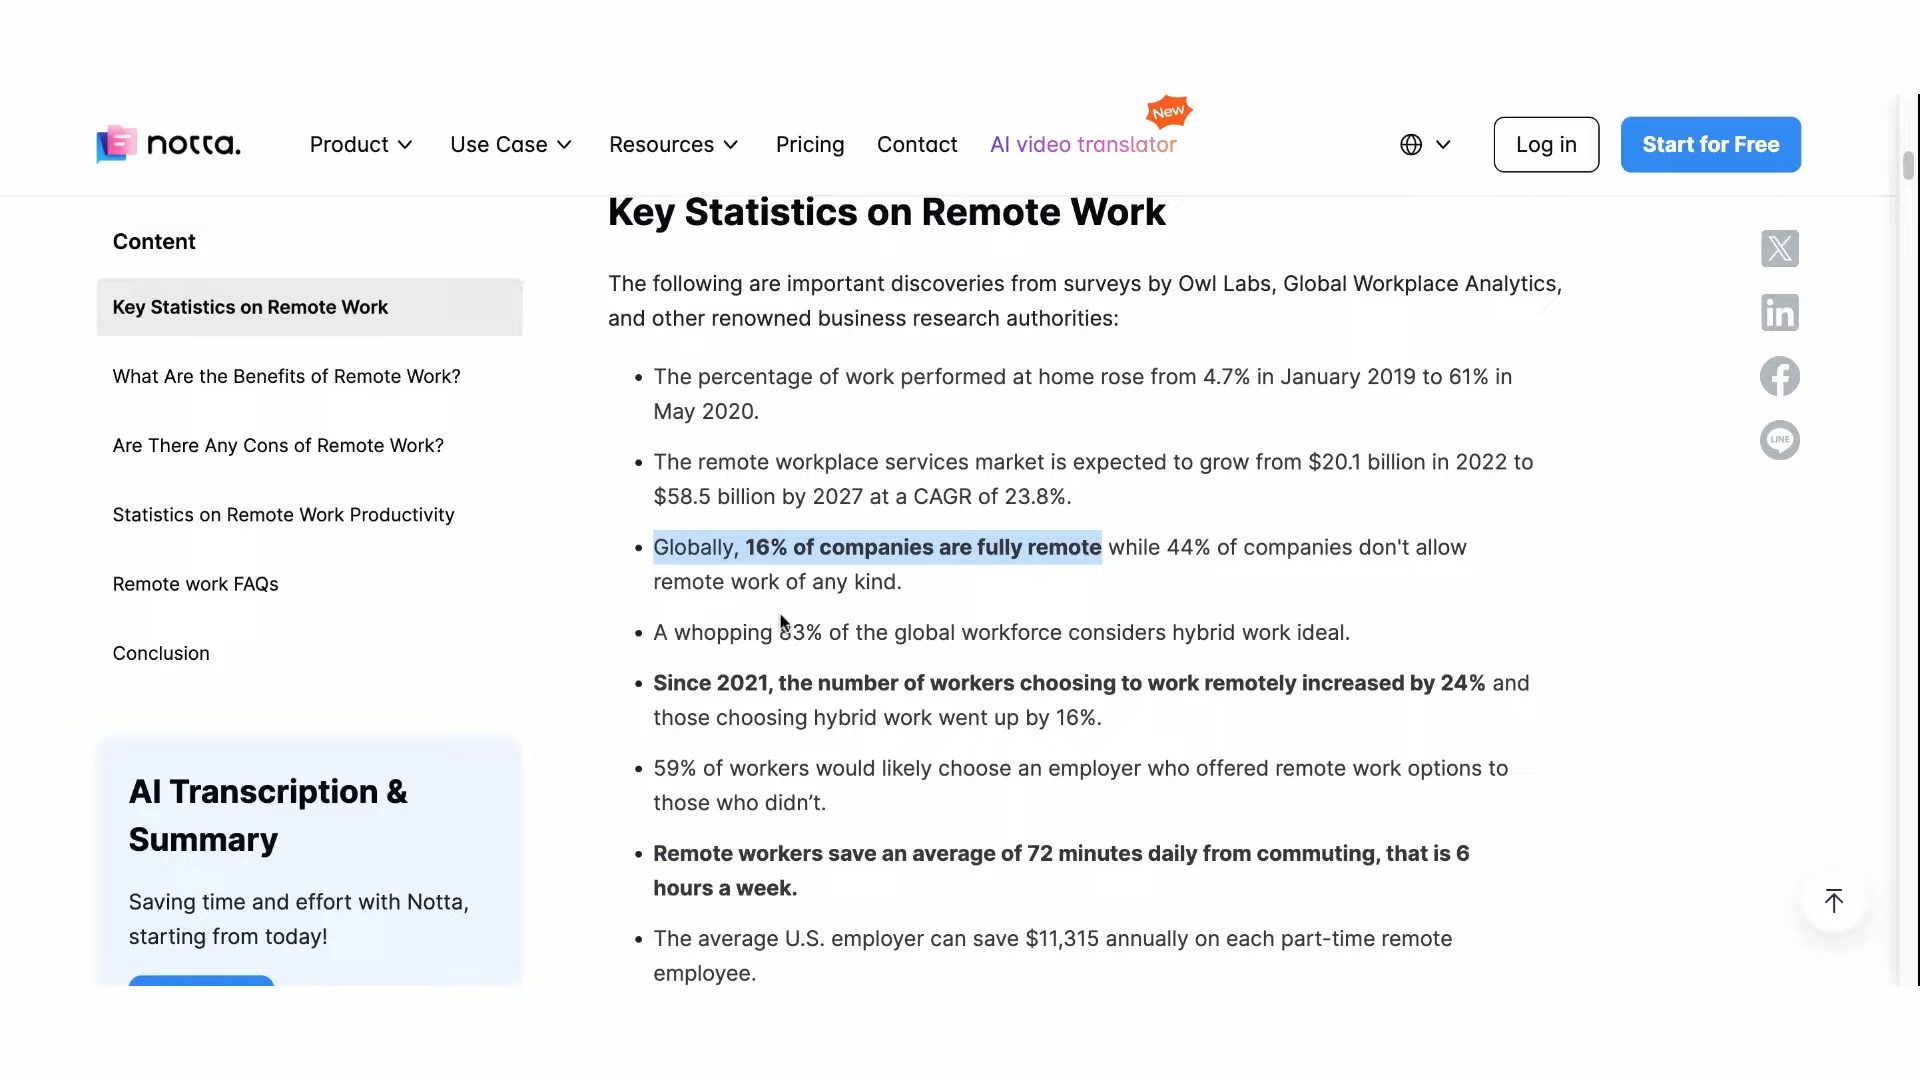 New
notta.
Product
Use Case
Resources
Pricing
Contact
AI video translator
Log in
Start for Free
Content
Key Statistics on Remote Work
What Are the Benefits of Remote Work?
Are There Any Cons of Remote Work?
Statistics on Remote Work Productivity
Remote work FAQs
Conclusion
AI Transcription &
Summary
Saving time and effort with Notta,
starting from today!
Key Statistics on Remote Work
The following are important discoveries from surveys by Owl Labs, Global Workplace Analytics,
and other renowned business research authorities:
• The percentage of work performed at home rose from 4.7% in January 2019 to 61% in
May 2020.
• The remote workplace services market is expected to grow from $20.1 billion in 2022 to
$58.5 billion by 2027 at a CAGR of 23.8%.
• Globally, 16% of companies are fully remote while 44% of companies don't allow
remote work of any kind.
• A whopping 83% of the global workforce considers hybrid work ideal.
• Since 2021, the number of workers choosing to work remotely increased by 24% and
those choosing hybrid work went up by 16%.
• 59% of workers would likely choose an employer who offered remote work options to
those who didn’t.
• Remote workers save an average of 72 minutes daily from commuting, that is 6
hours a week.
• The average U.S. employer can save $11,315 annually on each part-time remote
employee.
X
in
f
LINE